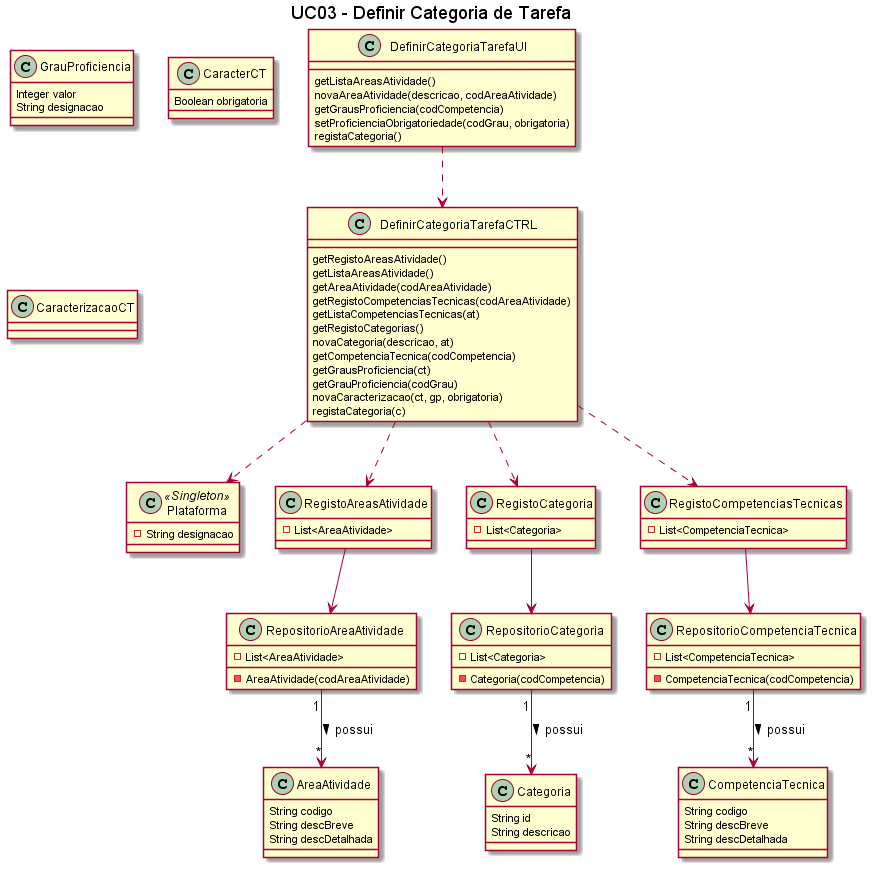 UC03 - Definir Categoria de Tarefa
C GrauProficiencia
Integer valor
String designacao
C CaracterCT
Boolean obrigatoria
C DefinirCategoriaTarefaUI
getListaAreasAtividade()
novaAreaAtividade(descricao, codAreaAtividade)
getGrausProficiencia(codCompetencia)
setProficienciaObrigatoriedade(codGrau, obrigatoria)
registaCategoria()
C CaracterizacaoCT
C DefinirCategoriaTarefaCTRL
getRegistoAreasAtividade()
getListaAreasAtividade()
getAreaAtividade(codAreaAtividade)
getRegistoCompetenciasTecnicas(codAreaAtividade)
getListaCompetenciasTecnicas(at)
getRegistoCategorias()
novaCategoria(descricao, at)
getCompetenciaTecnica(codCompetencia)
getGrausProficiencia(ct)
getGrauProficiencia(codGrau)
novaCaracterizacao(ct, gp, obrigatoria)
registaCategoria(c)
C «Singleton»
Plataforma
String designacao
C RegistoAreasAtividade
List<AreaAtividade>
C RegistoCategoria
List<Categoria>
C RegistoCompetenciasTecnicas
List<CompetenciaTecnica>
C RepositorioAreaAtividade
List<AreaAtividade>
AreaAtividade(codAreaAtividade)
C RepositorioCategoria
List<Categoria>
Categoria(codCompetencia)
C RepositorioCompetenciaTecnica
List<CompetenciaTecnica>
CompetenciaTecnica(codCompetencia)
1
possui
*
1
possui
*
1
possui
*
C AreaAtividade
String codigo
String descBreve
String descDetalhada
C Categoria
String id
String descricao
C CompetenciaTecnica
String codigo
String descBreve
String descDetalhada